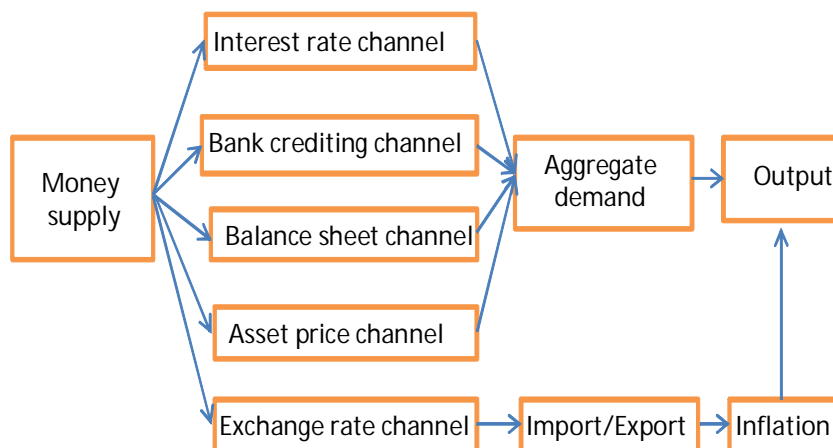 Interest rate channel
Bank crediting channel
Money
supply
Aggregate
demand
Output
Balance sheet channel
Asset price channel
Exchange rate channel
Import/Export
Inflation